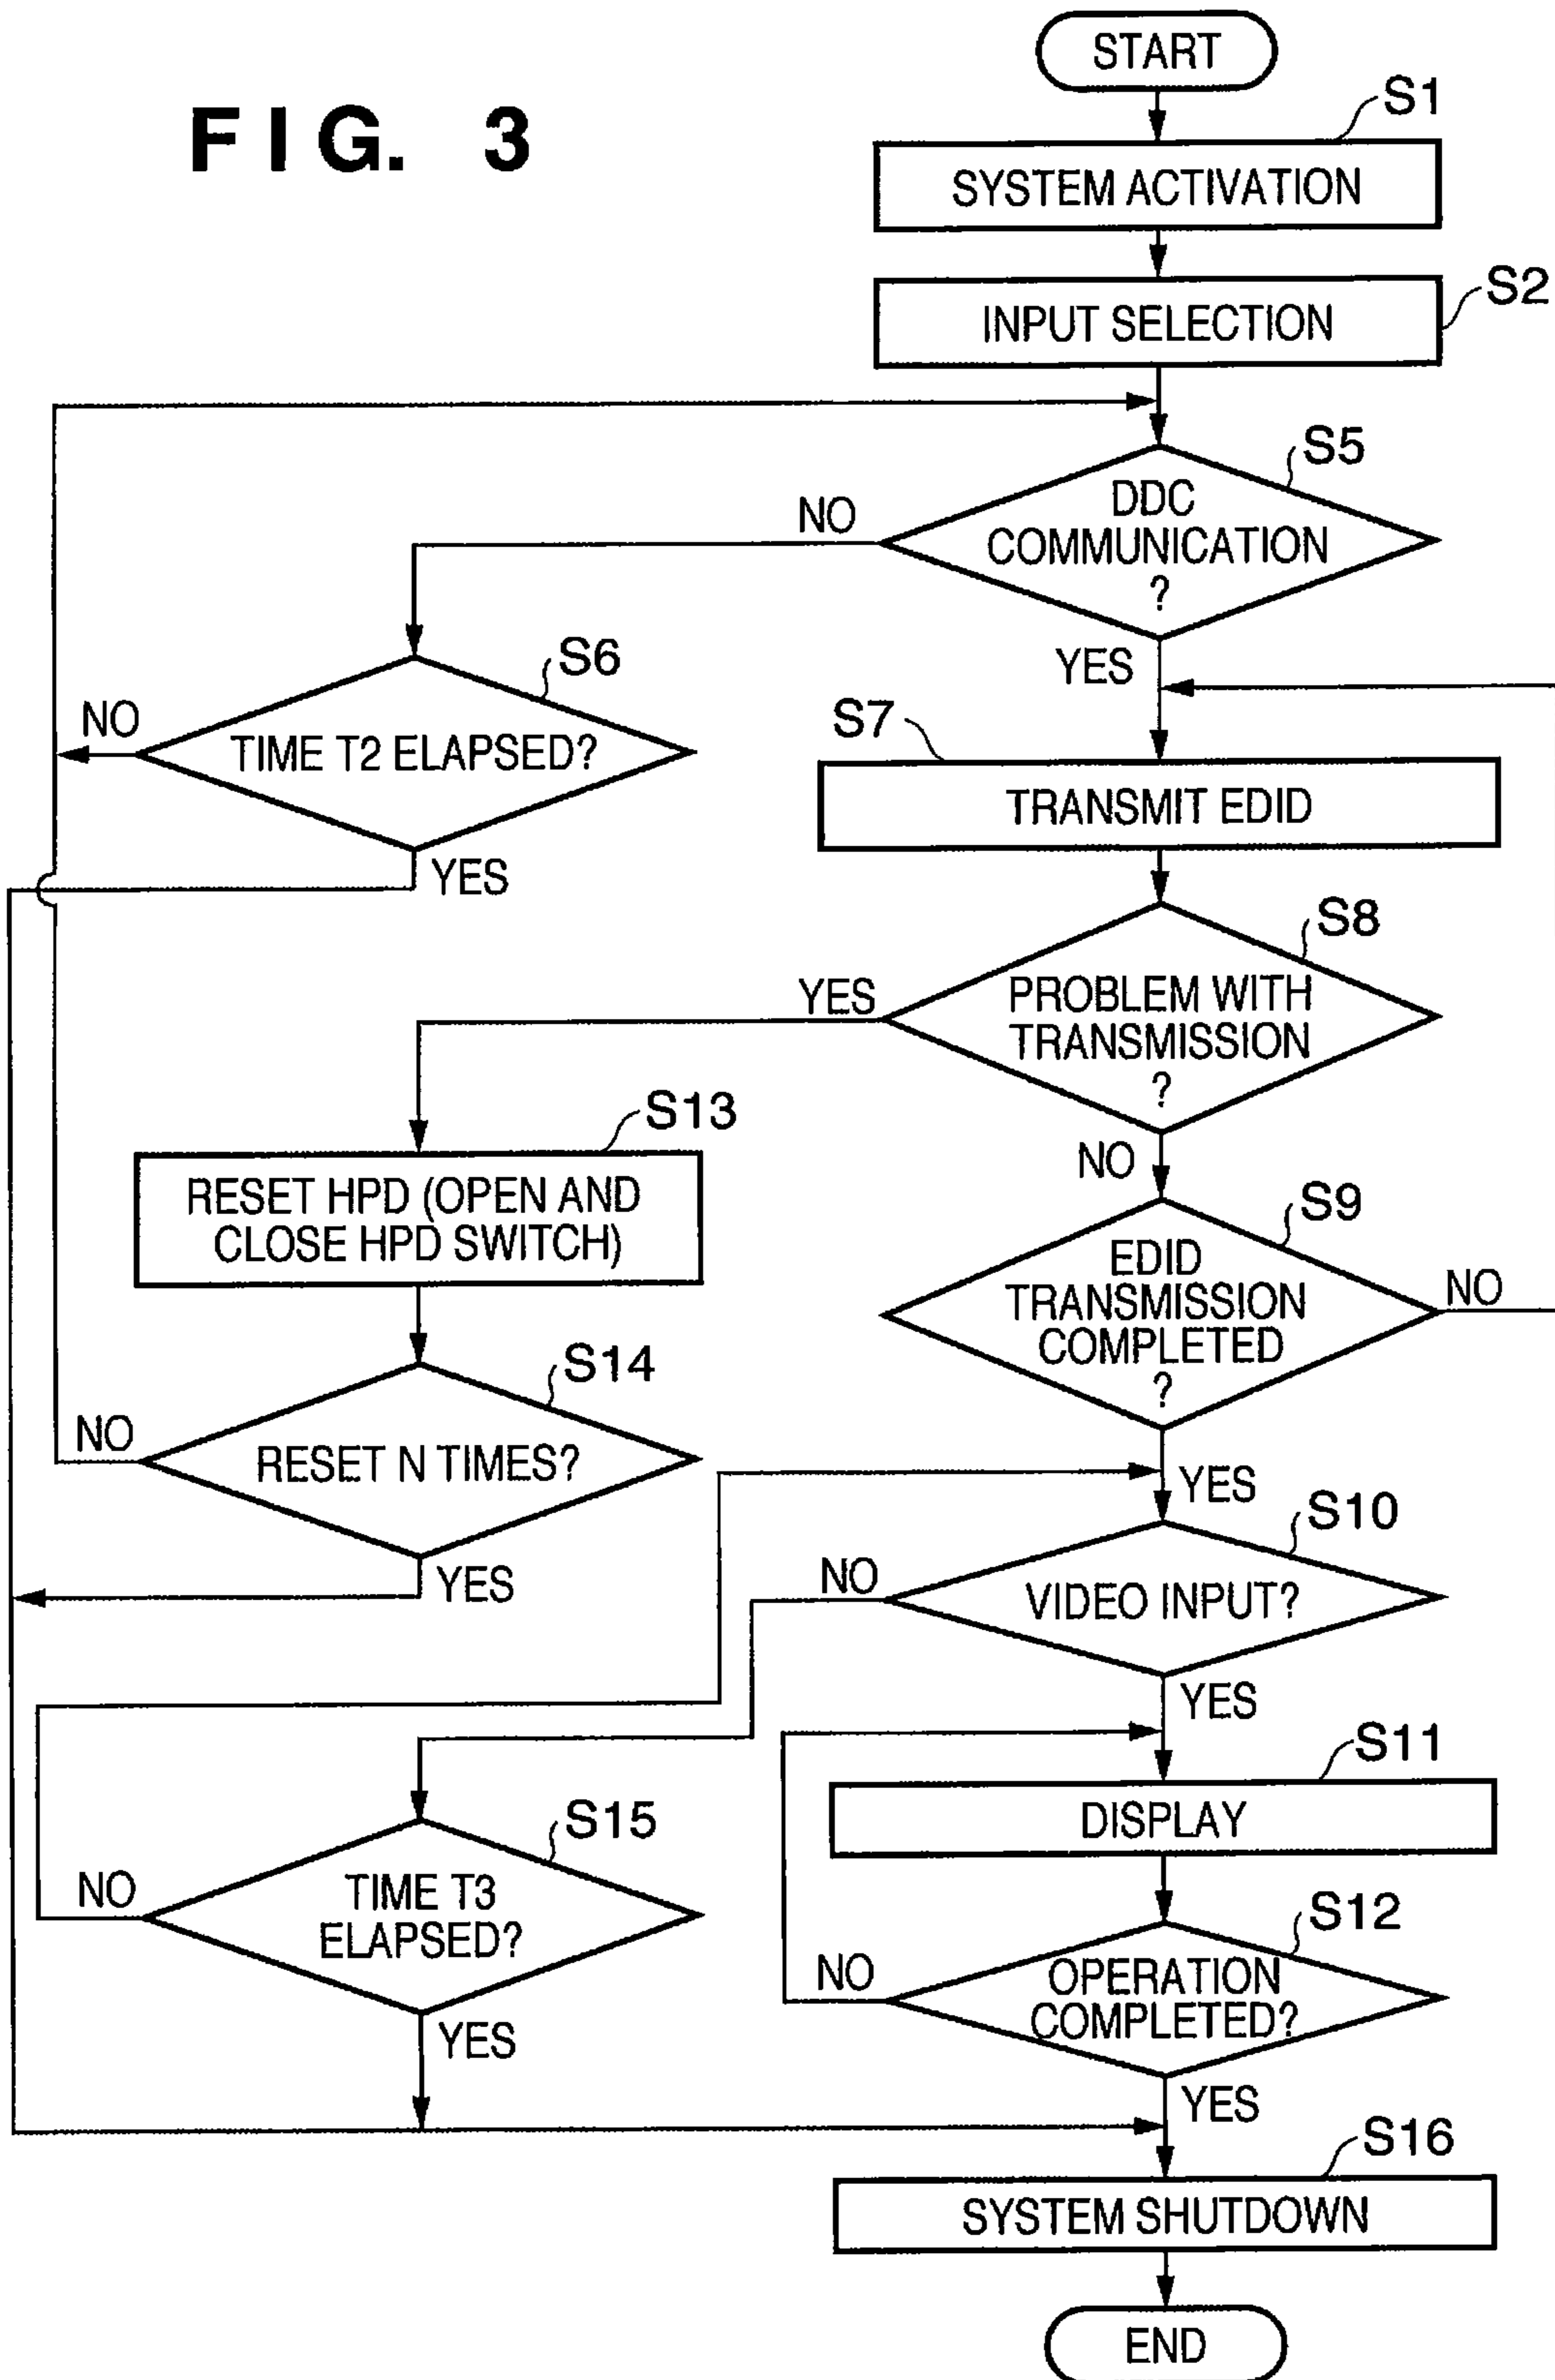 START
FIG. 3
S1
SYSTEM ACTIVATION
S2
INPUT SELECTION
S5
DDC
COMMUNICATION
?
NO
YES
S6
TIME T2 ELAPSED?
NO
YES
S7
TRANSMIT EDID
S8
PROBLEM WITH
TRANSMISSION
?
YES
NO
S13
RESET HPD (OPEN AND
CLOSE HPD SWITCH)
S9
EDID
TRANSMISSION
COMPLETED
?
NO
YES
S14
RESET N TIMES?
NO
YES
S10
VIDEO INPUT?
NO
YES
S11
DISPLAY
S15
TIME T3
ELAPSED?
NO
YES
S12
OPERATION
COMPLETED?
NO
YES
S16
SYSTEM SHUTDOWN
END